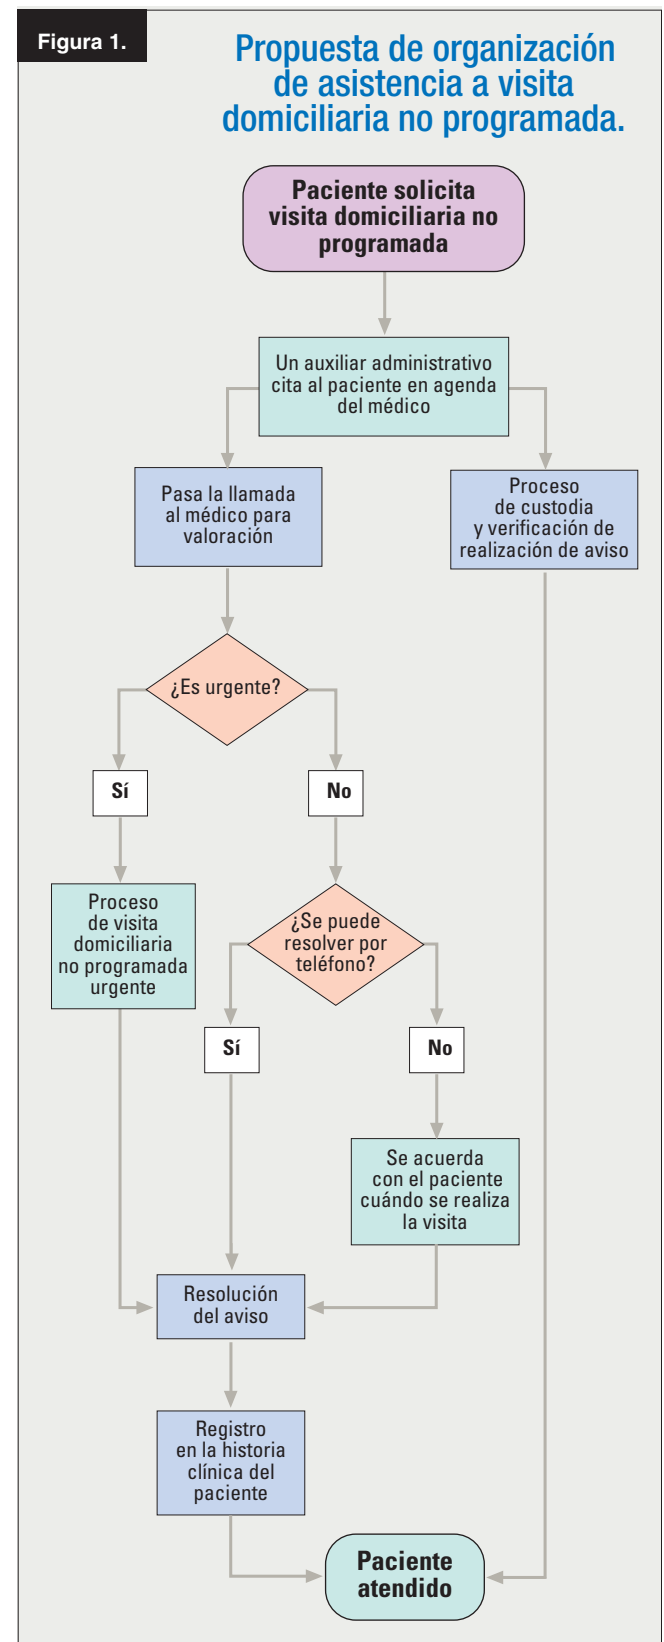 Figura 1.
Propuesta de organización
de asistencia a visita
domiciliaria no programada.
Paciente solicita
visita domiciliaria no
programada
Un auxiliar administrativo
cita al paciente en agenda
del médico
Pasa la llamada
al médico para
valoración
Proceso
de custodia
y verificación de
realización de aviso
¿Es urgente?
Sí
No
Proceso
de visita
domiciliaria
no programada
urgente
¿Se puede
resolver por
teléfono?
Sí
No
Se acuerda
con el paciente
cuándo se realiza
la visita
Resolución
del aviso
Registro
en la historia
clínica del
paciente
Paciente
atendido